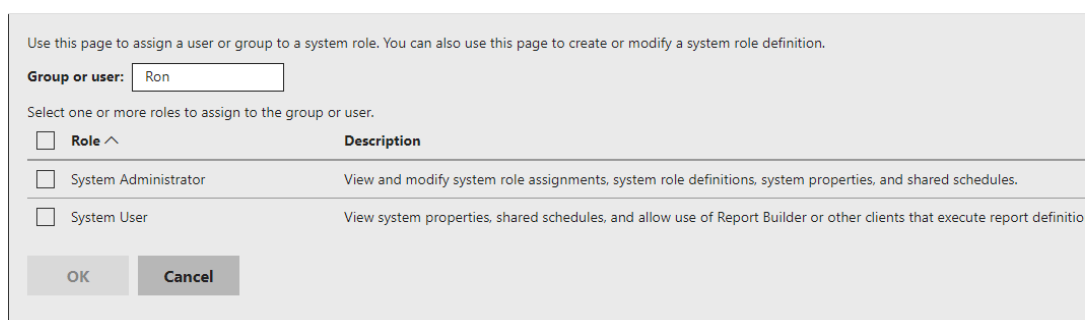 Use this page to assign a user or group to a system role. You can also use this page to create or modify a system role definition.
Group or user: Ron
Select one or more roles to assign to the group or user.
Role Description
System Administrator View and modify system role assignments, system role definitions, system properties, and shared schedules.
System User View system properties, shared schedules, and allow use of Report Builder or other clients that execute report definitio
OK Cancel